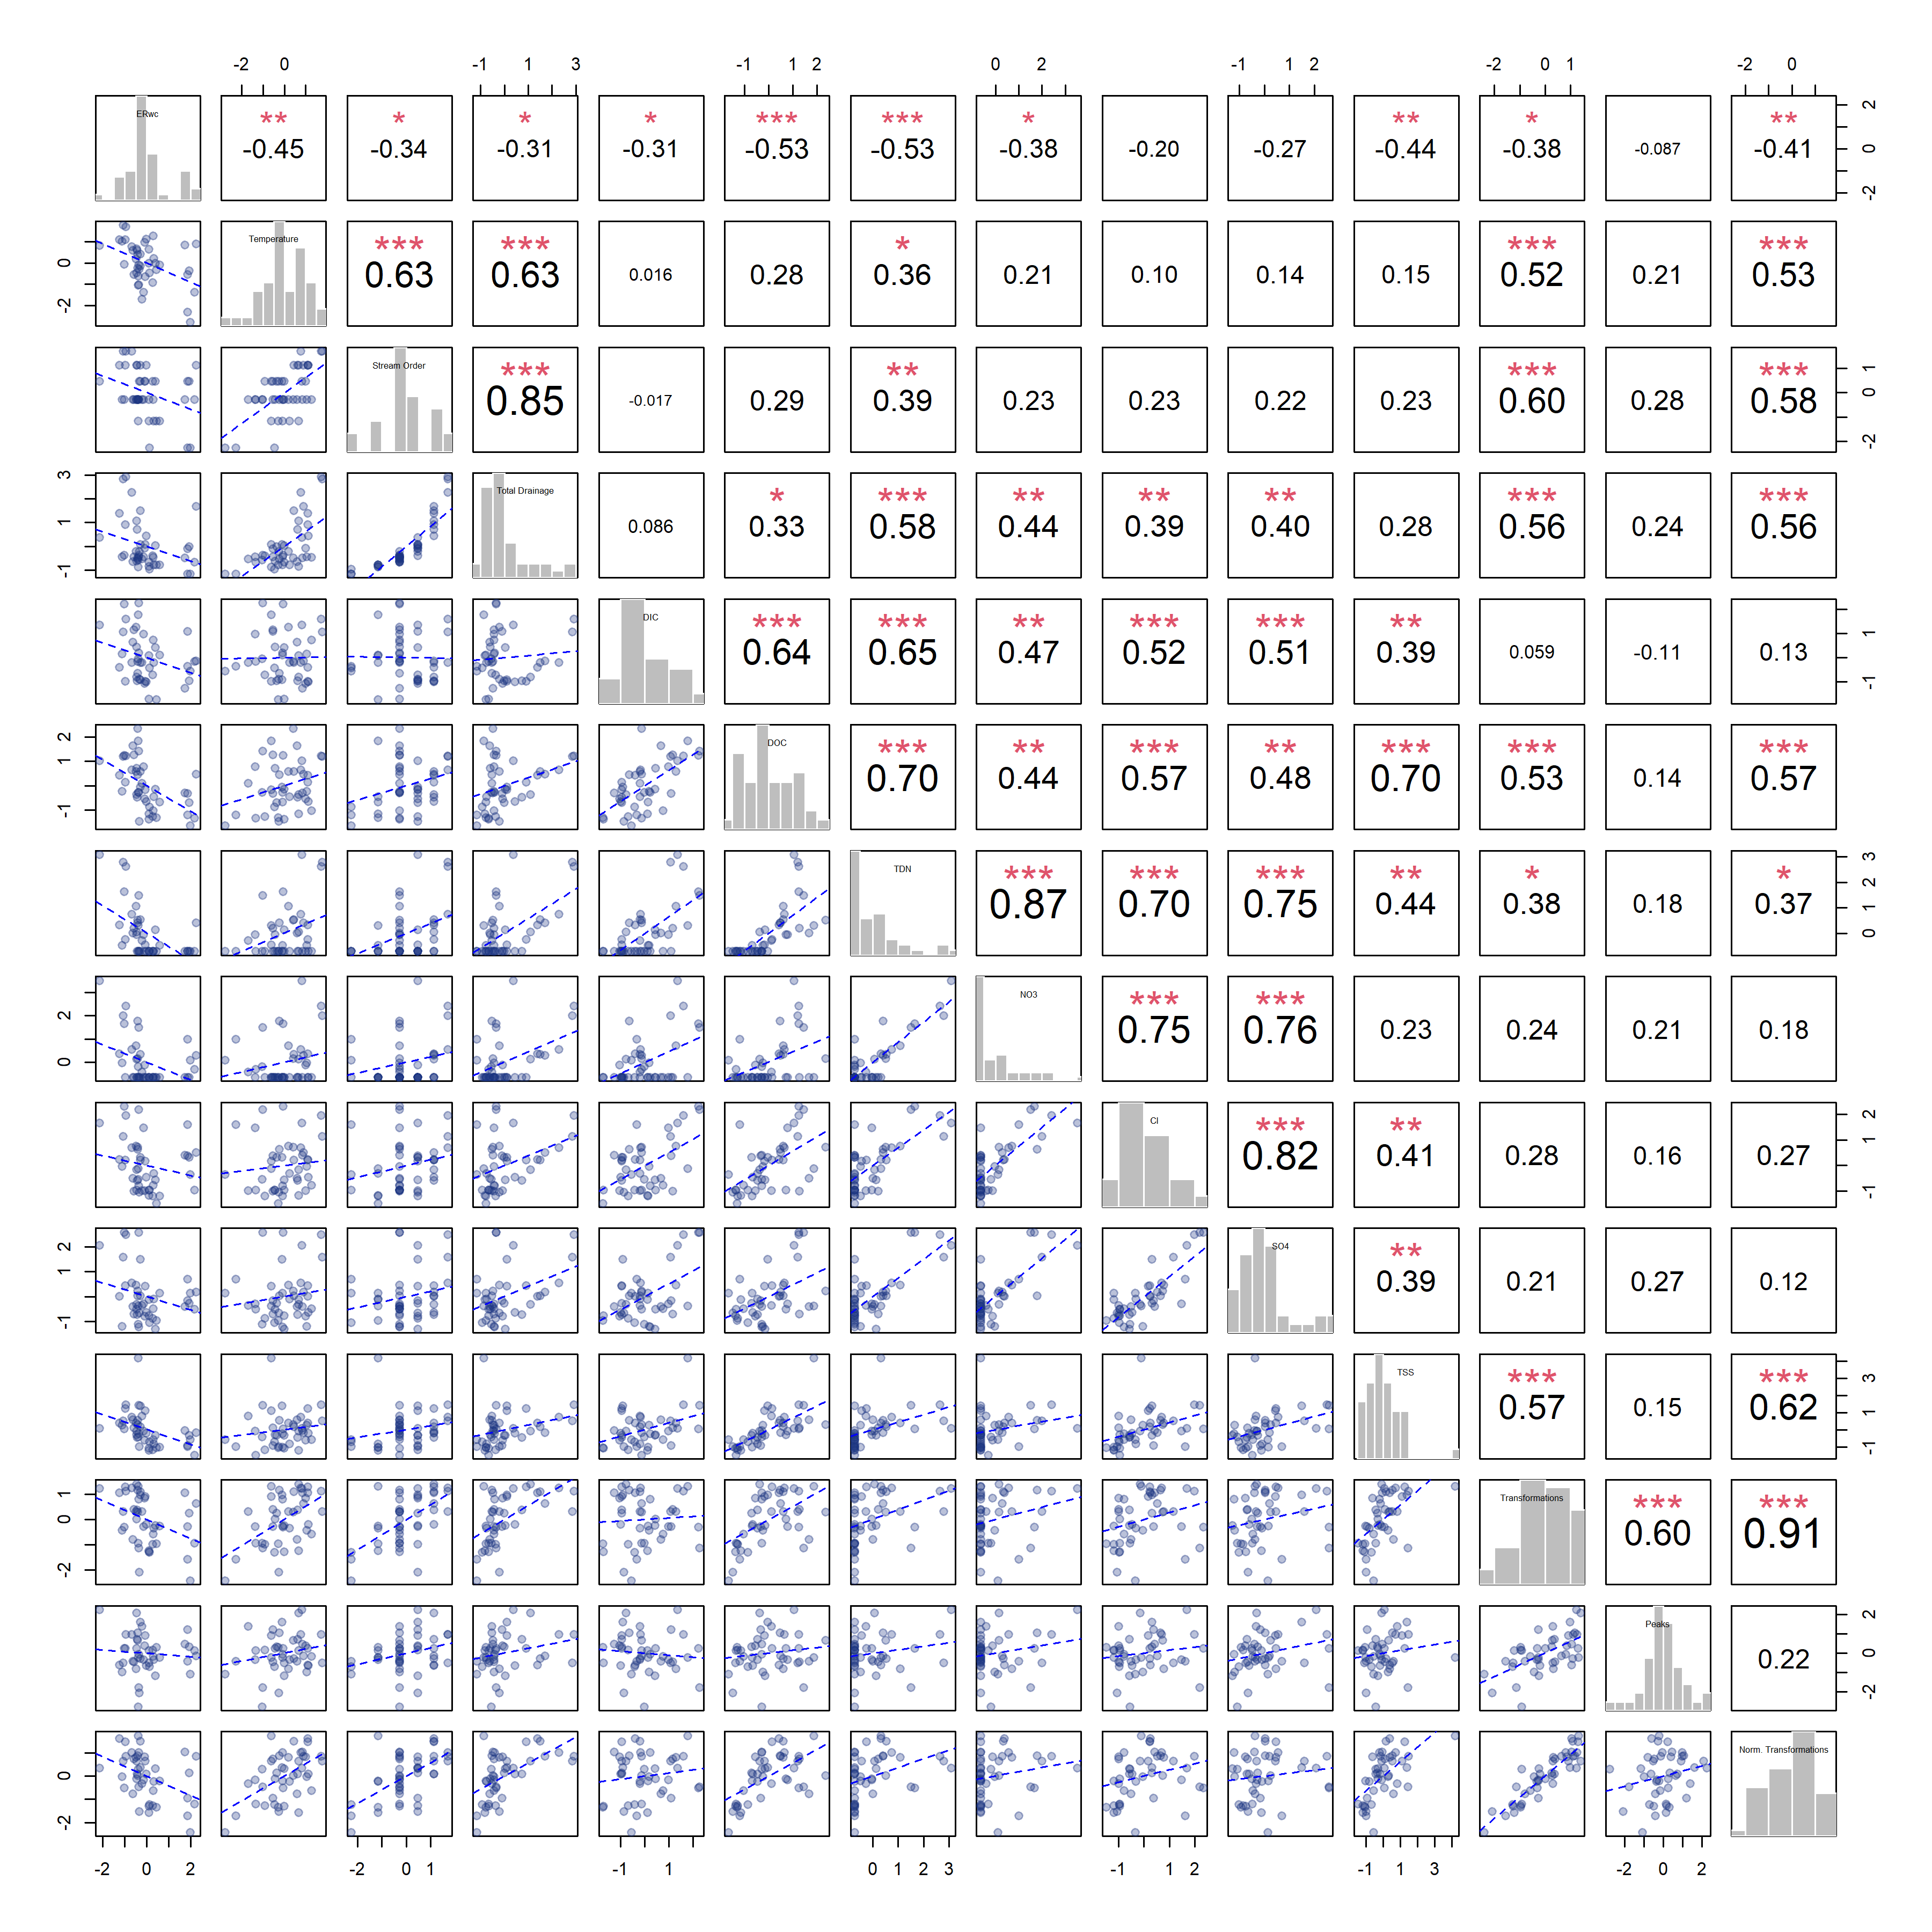 -2 0 -1 1 3 -1 1 2 0 2 -1 1 2 -2 0 1 -2 0
ERwc ** * * * *** *** * ** * **
-0.45 -0.34 -0.31 -0.31 -0.53 -0.53 -0.38 -0.20 -0.27 -0.44 -0.38 -0.087 -0.41 2 0 -2
Temperature *** *** * *** ***
0 -2 0.63 0.63 0.016 0.28 0.36 0.21 0.10 0.14 0.15 0.52 0.21 0.53
Stream Order *** ** *** ***
0.85 -0.017 0.29 0.39 0.23 0.23 0.22 0.23 0.60 0.28 0.58 1 0 -2
Total Drainage * *** ** ** ** *** ***
3 1 -1 0.086 0.33 0.58 0.44 0.39 0.40 0.28 0.56 0.24 0.56
DIC *** *** ** *** *** **
0.64 0.65 0.47 0.52 0.51 0.39 0.059 -0.11 0.13 1 -1
DOC *** ** *** ** *** *** ***
2 1 -1 0.70 0.44 0.57 0.48 0.70 0.53 0.14 0.57
TDN *** *** *** ** * *
0.87 0.70 0.75 0.44 0.38 0.18 0.37 3 2 1 0
NO3 *** ***
2 0 0.75 0.76 0.23 0.24 0.21 0.18
Cl *** **
0.82 0.41 0.28 0.16 0.27 2 1 -1
SO4 **
2 1 -1 0.39 0.21 0.27 0.12
TSS *** ***
0.57 0.15 0.62 3 1 -1
Transformations *** ***
1 0 -2 0.60 0.91
Peaks
0.22 2 0 -2
Norm. Transformations
0 -2
-2 0 2 -2 0 1 -1 1 0 1 2 3 -1 1 2 -1 1 3 -2 0 2